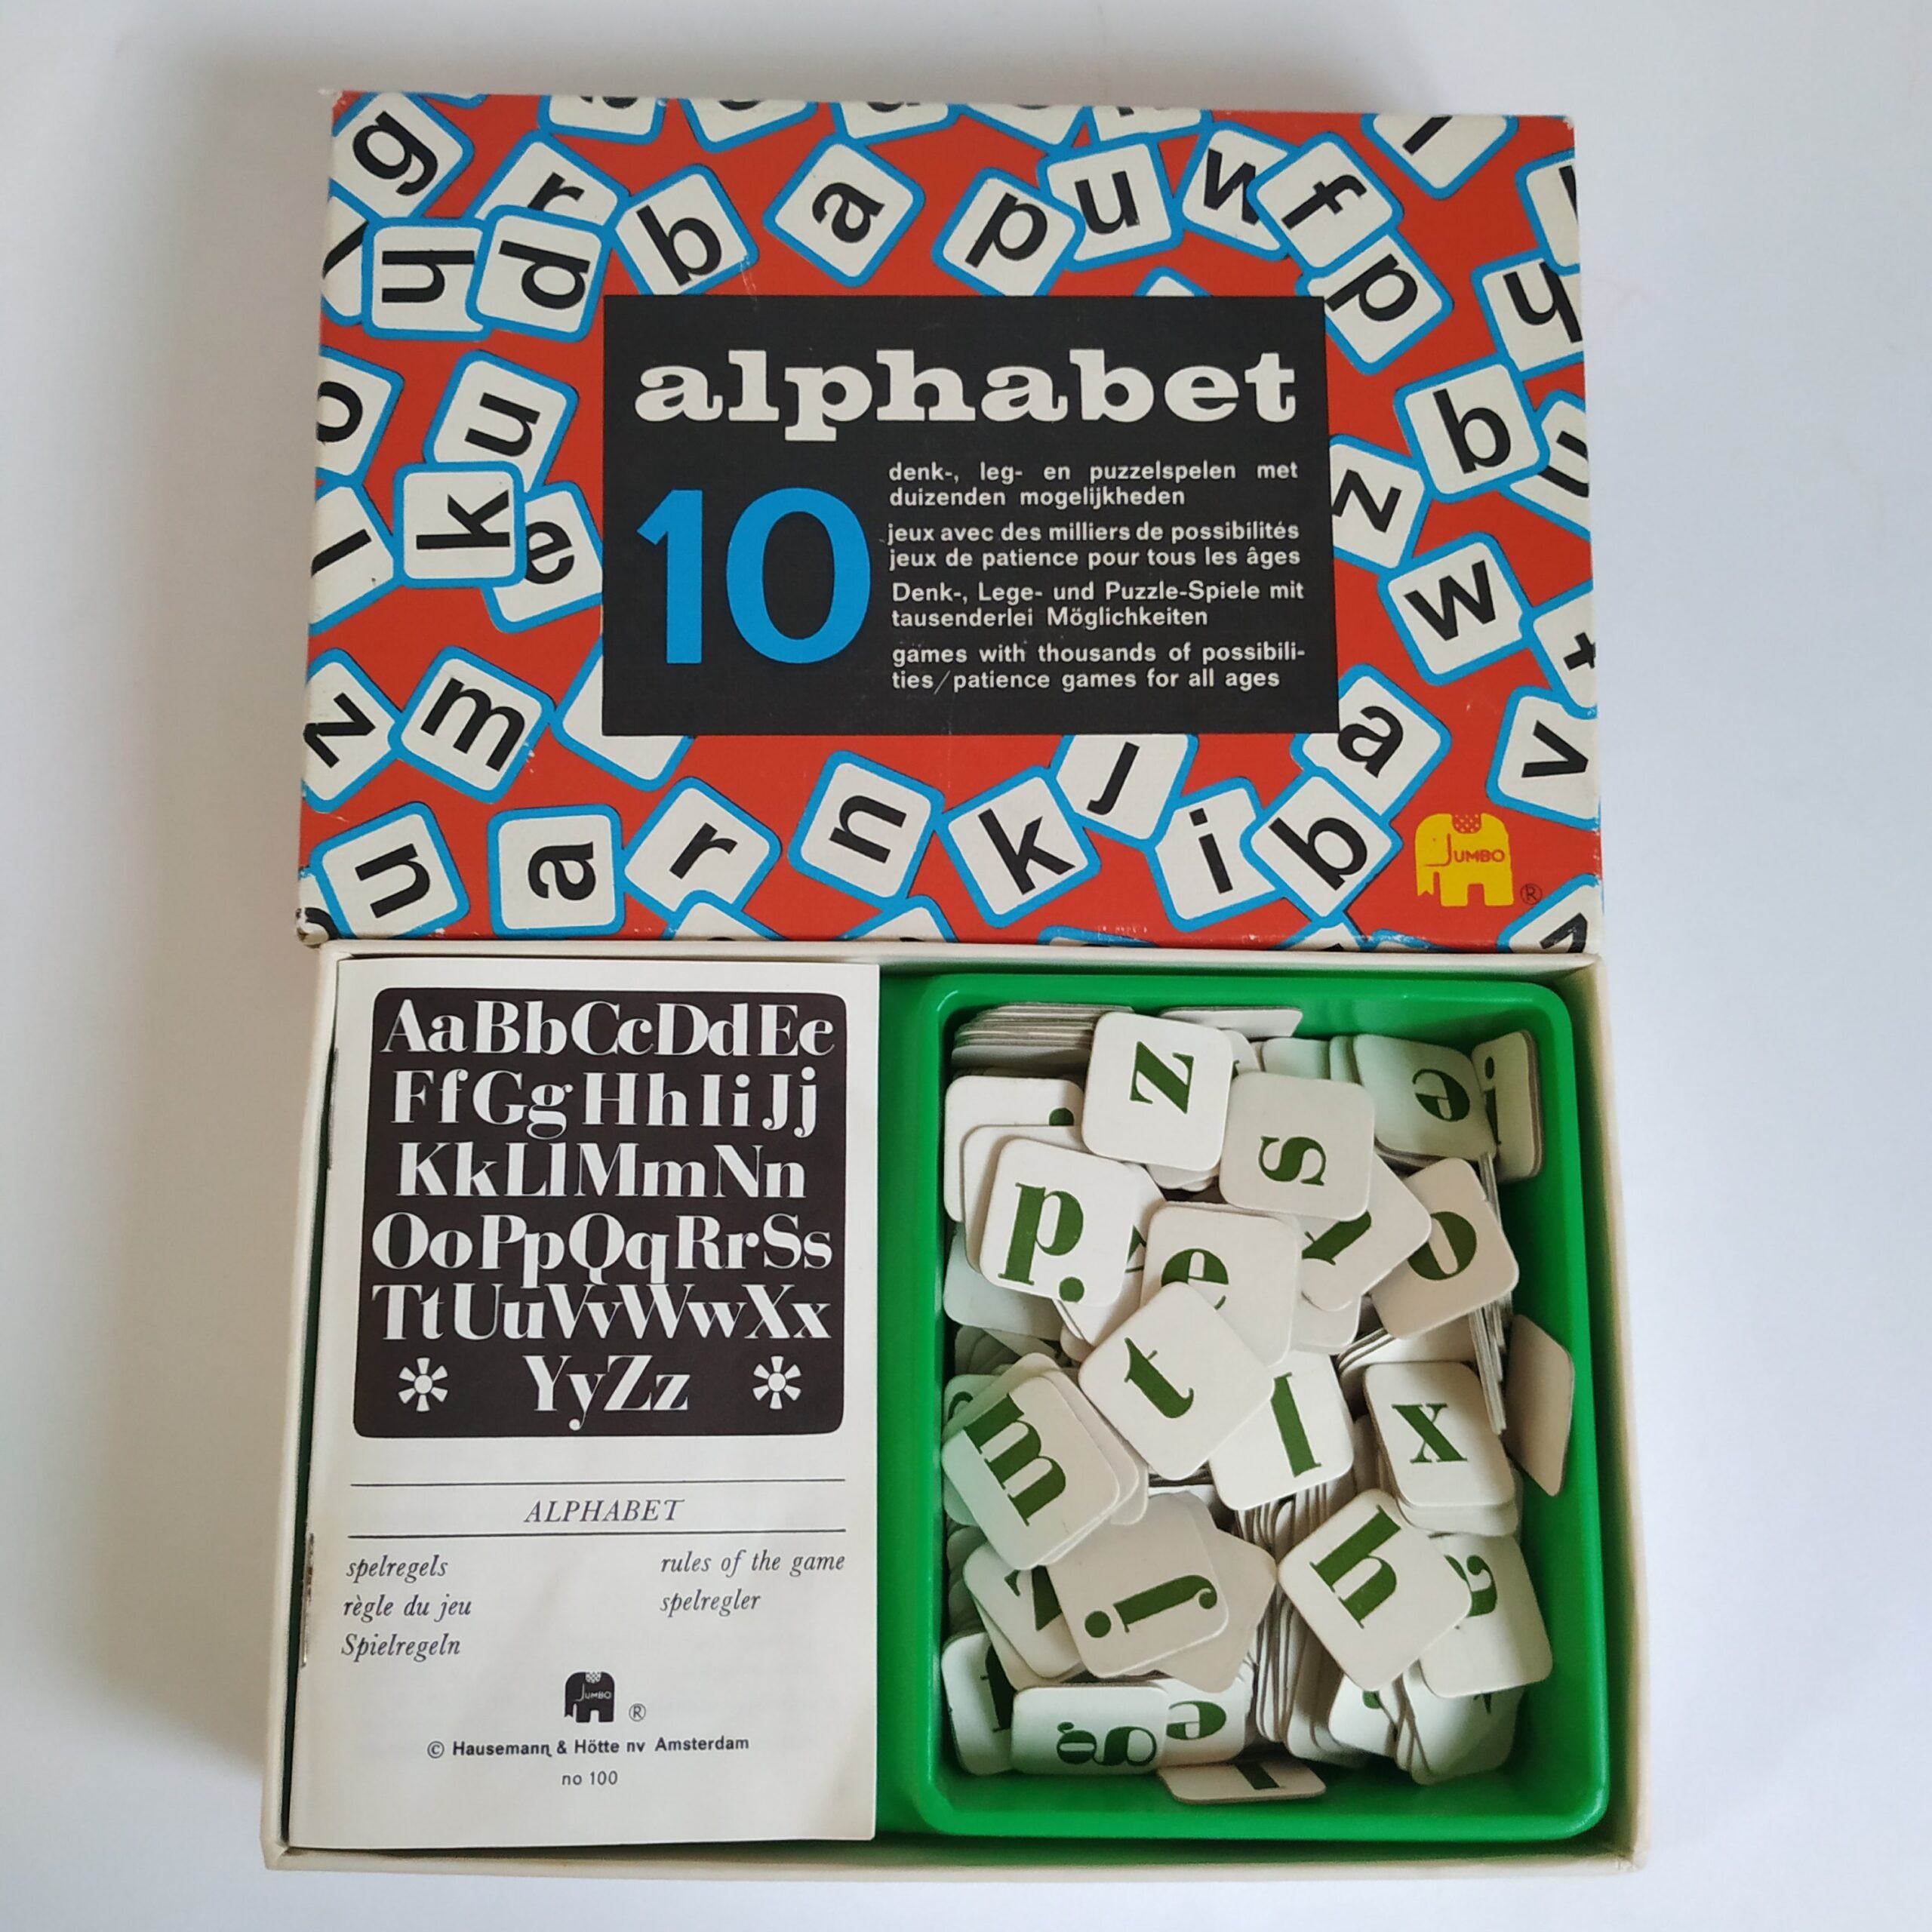 alphabet
10
denk-, leg- en puzzelspelen met
duizenden mogelijkheden
jeux avec des milliers de possibilités
jeux de patience pour tous les âges
Denk-, Lege- und Puzzle-Spiele mit
tausenderlei Möglichkeiten
games with thousands of possibili-
ties/patience games for all ages
g
r
b
a
p
u
w
f
p
h
d
h
u
b
k
e
z
w
z
m
a
v
j
u
a
r
n
k
i
b
JUMBO
®
AaBbCcDdEe
FfGgHhIiJj
KkLlMmNn
OoPpQqRrSs
TtUuVvWwXx
YyZz
ALPHABET
spelregels
règle du jeu
Spielregeln
rules of the game
spelregler
JUMBO ®
© Hausemann & Hötte nv Amsterdam
no 100
z
e
i
s
p.
e
o
t
m
l
x
h
j
g
e